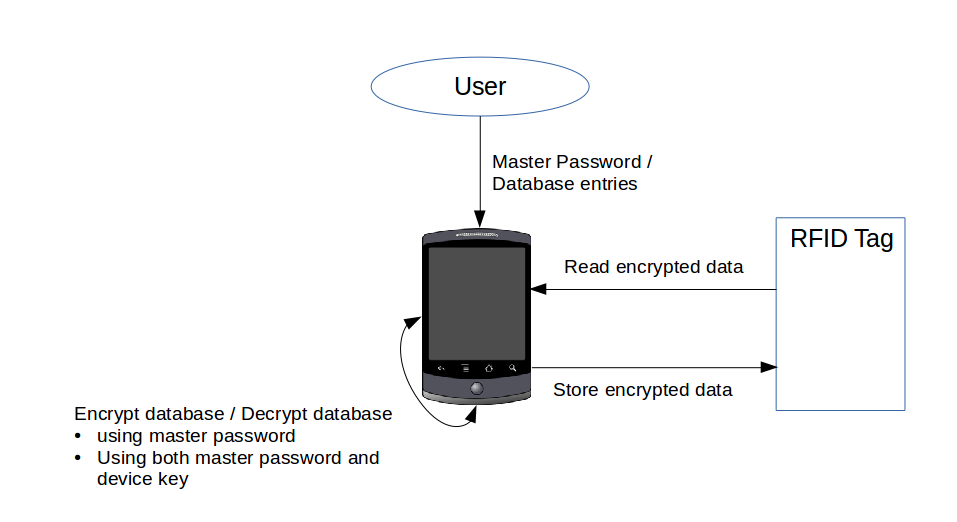 User
Master Password /
Database entries
RFID Tag
Read encrypted data
Store encrypted data
Encrypt database / Decrypt database
• using master password
• Using both master password and
device key